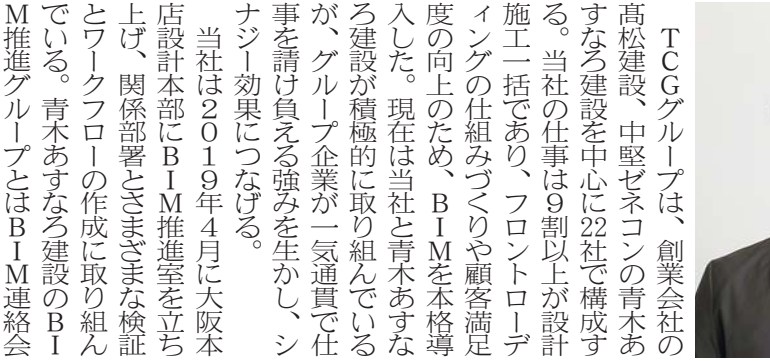 TCGグループは、創業会社の
髙松建設、中堅ゼネコンの青木あ
すなろ建設を中心に22社で構成す
る。当社の仕事は9割以上が設計
施工一括であり、フロントローデ
ィングの仕組みづくりや顧客満足
度の向上のため、BIMを本格導
入した。現在は当社と青木あすな
ろ建設が積極的に取り組んでいる
が、グループ企業が一気通貫で仕
事を請け負える強みを生かし、シ
ナジー効果につなげる。
当社は2019年4月に大阪本
店設計本部にBIM推進室を立ち
上げ、関係部署とさまざまな検証
とワークフローの作成に取り組ん
でいる。青木あすなろ建設のBI
M推進グループとはBIM連絡会